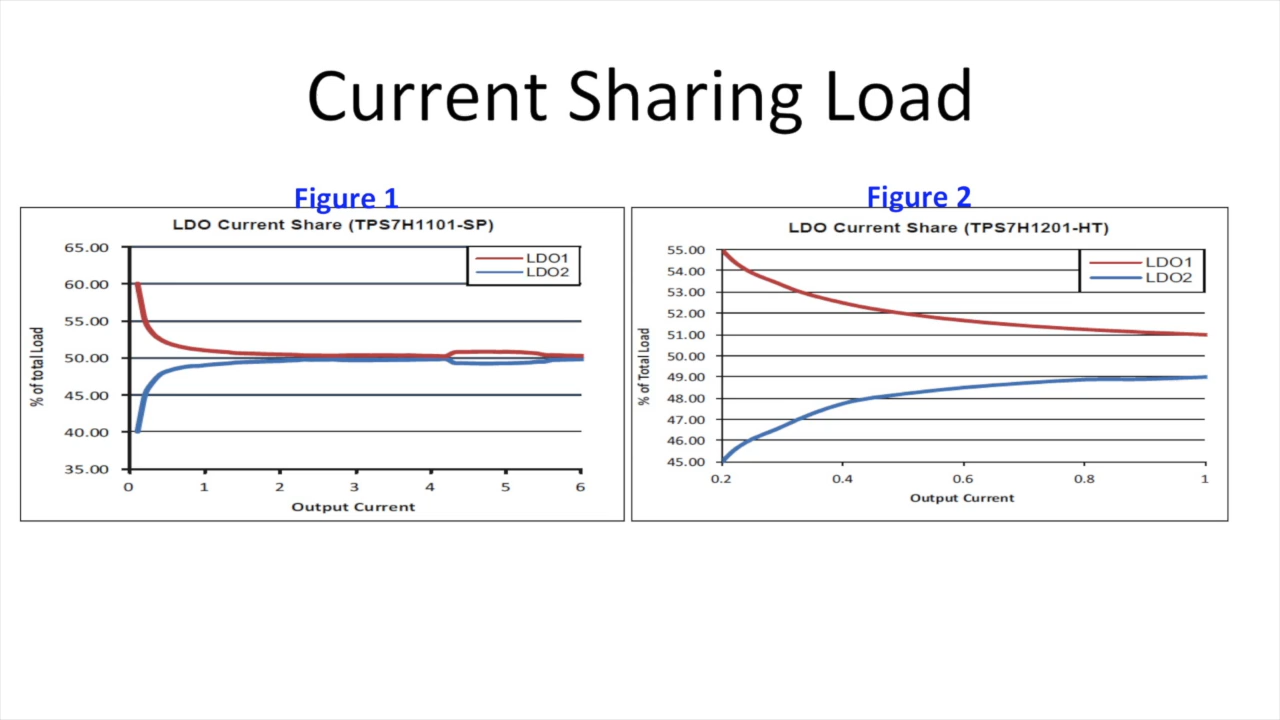 Current Sharing Load
Figure 1
LDO Current Share (TPS7H1101-SP)
65.00
60.00
55.00
50.00
45.00
40.00
35.00
% of total Load
LDO1
LDO2
0 1 2 3 4 5 6
Output Current
Figure 2
LDO Current Share (TPS7H1201-HT)
55.00
54.00
53.00
52.00
51.00
50.00
49.00
48.00
47.00
46.00
45.00
% of Total Load
LDO1
LDO2
0.2 0.4 0.6 0.8 1
Output Current